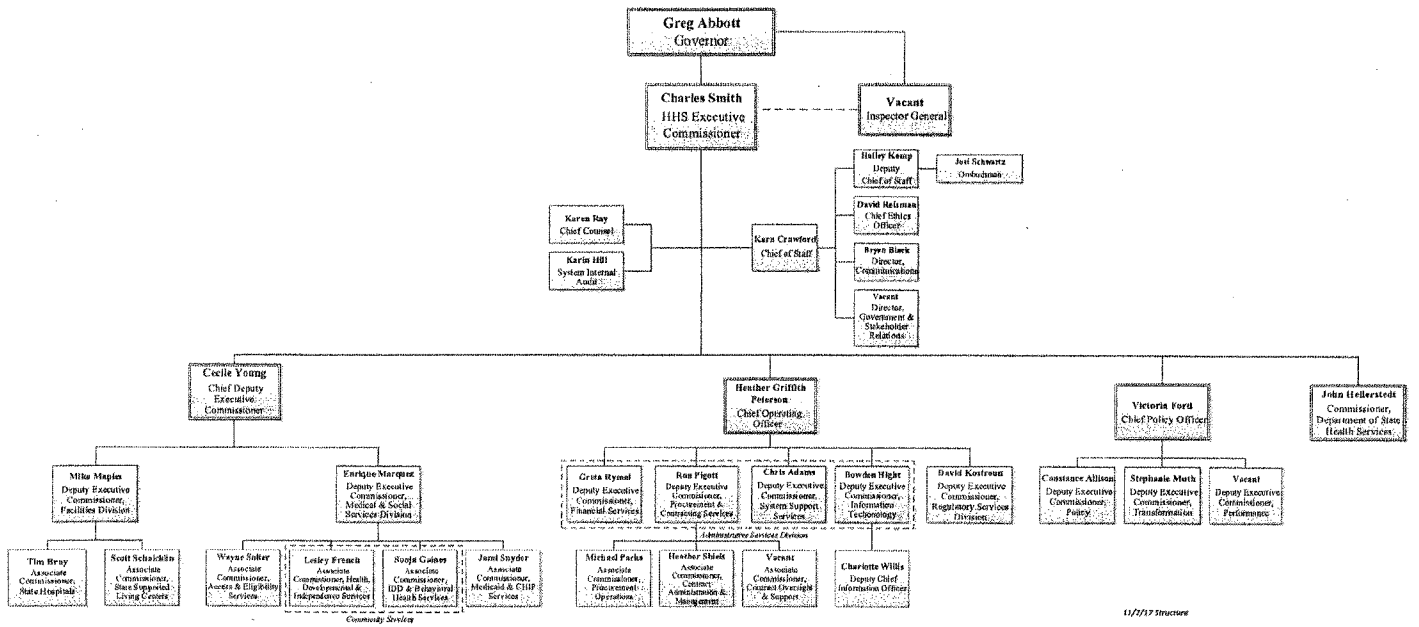 Greg Abbott
Governor
Charles Smith
HHS Executive
Commissioner
Vacant
Inspector General
Hailey Kemp
Deputy
Chief of Staff
Joel Schwartz
Ombudsman
David Reisman
Chief Ethics
Officer
Karen Ray
Chief Counsel
Kara Crawford
Chief of Staff
Karin Hill
System Internal
Audit
Bryan Black
Director,
Communications
Vacant
Director,
Government &
Stakeholder
Relations
Cecile Young
Chief Deputy
Executive
Commissioner
Heather Griffith
Peterson
Chief Operating
Officer
Victoria Ford
Chief Policy Officer
John Hellerstedt
Commissioner,
Department of State
Health Services
Mike Maples
Deputy Executive
Commissioner,
Facilities Division
Enrique Marquez
Deputy Executive
Commissioner,
Medical & Social
Services Division
Greta Rymal
Deputy Executive
Commissioner,
Financial Services
Ron Pigott
Deputy Executive
Commissioner,
Procurement &
Contracting Services
Chris Adams
Deputy Executive
Commissioner,
System Support
Services
Bowden Hight
Deputy Executive
Commissioner,
Information
Technology
David Kostroun
Deputy Executive
Commissioner,
Regulatory Services
Division
Constance Allison
Deputy Executive
Commissioner,
Policy
Stephanie Muth
Deputy Executive
Commissioner,
Transformation
Vacant
Deputy Executive
Commissioner,
Performance
Administrative Services Division
Tim Bray
Associate
Commissioner,
State Hospitals
Scott Schalchlin
Associate
Commissioner,
State Supported
Living Centers
Wayne Salter
Associate
Commissioner,
Access & Eligibility
Services
Lesley French
Associate
Commissioner, Health,
Developmental &
Independence Services
Sonja Gaines
Associate
Commissioner,
IDD & Behavioral
Health Services
Jami Snyder
Associate
Commissioner,
Medicaid & CHIP
Services
Community Services
Michael Parks
Associate
Commissioner,
Procurement
Operations
Heather Shiels
Associate
Commissioner,
Contract
Administration &
Management
Vacant
Associate
Commissioner,
Contract Oversight
& Support
Charlotte Willis
Deputy Chief
Information Officer
11/7/17 Structure